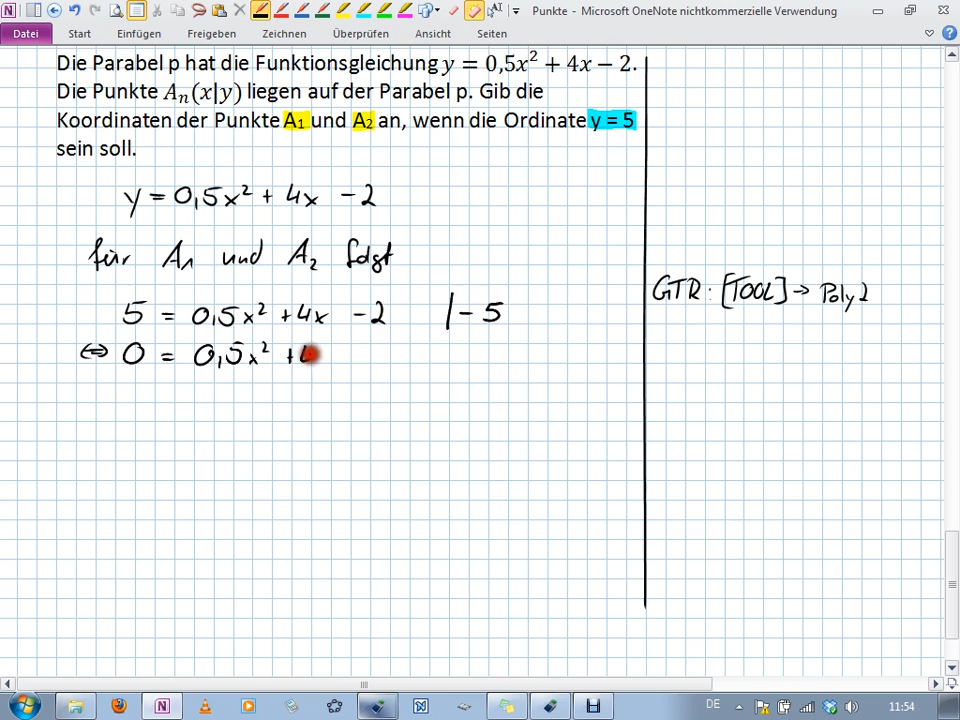 Punkte - Microsoft OneNote nichtkommerzielle Verwendung
Datei Start Einfügen Freigeben Zeichnen Überprüfen Ansicht Seiten
Die Parabel p hat die Funktionsgleichung y = 0,5x² + 4x − 2.
Die Punkte Aₙ(x|y) liegen auf der Parabel p. Gib die
Koordinaten der Punkte A₁ und A₂ an, wenn die Ordinate y = 5
sein soll.
y = 0,5x² + 4x - 2
für A₁ und A₂ folgt
GTR: [TOOL] → Poly 2
5 = 0,5x² + 4x - 2 | - 5
⇔ 0 = 0,5x² + 4
DE 11:54